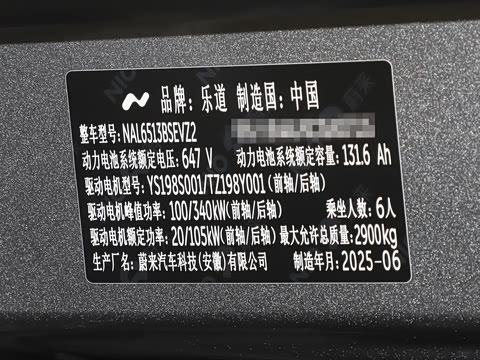 品牌: 乐道 制造国: 中国
整车型号: NAL6513BSEVZ2
动力电池系统额定电压: 647 V 动力电池系统额定容量: 131.6 Ah
驱动电机型号: YS198S001/TZ198Y001(前轴/后轴)
驱动电机峰值功率: 100/340kW(前轴/后轴) 乘坐人数: 6人
驱动电机额定功率: 20/105kW(前轴/后轴) 最大允许总质量: 2900kg
生产厂名: 蔚来汽车科技(安徽)有限公司 制造年月: 2025-06